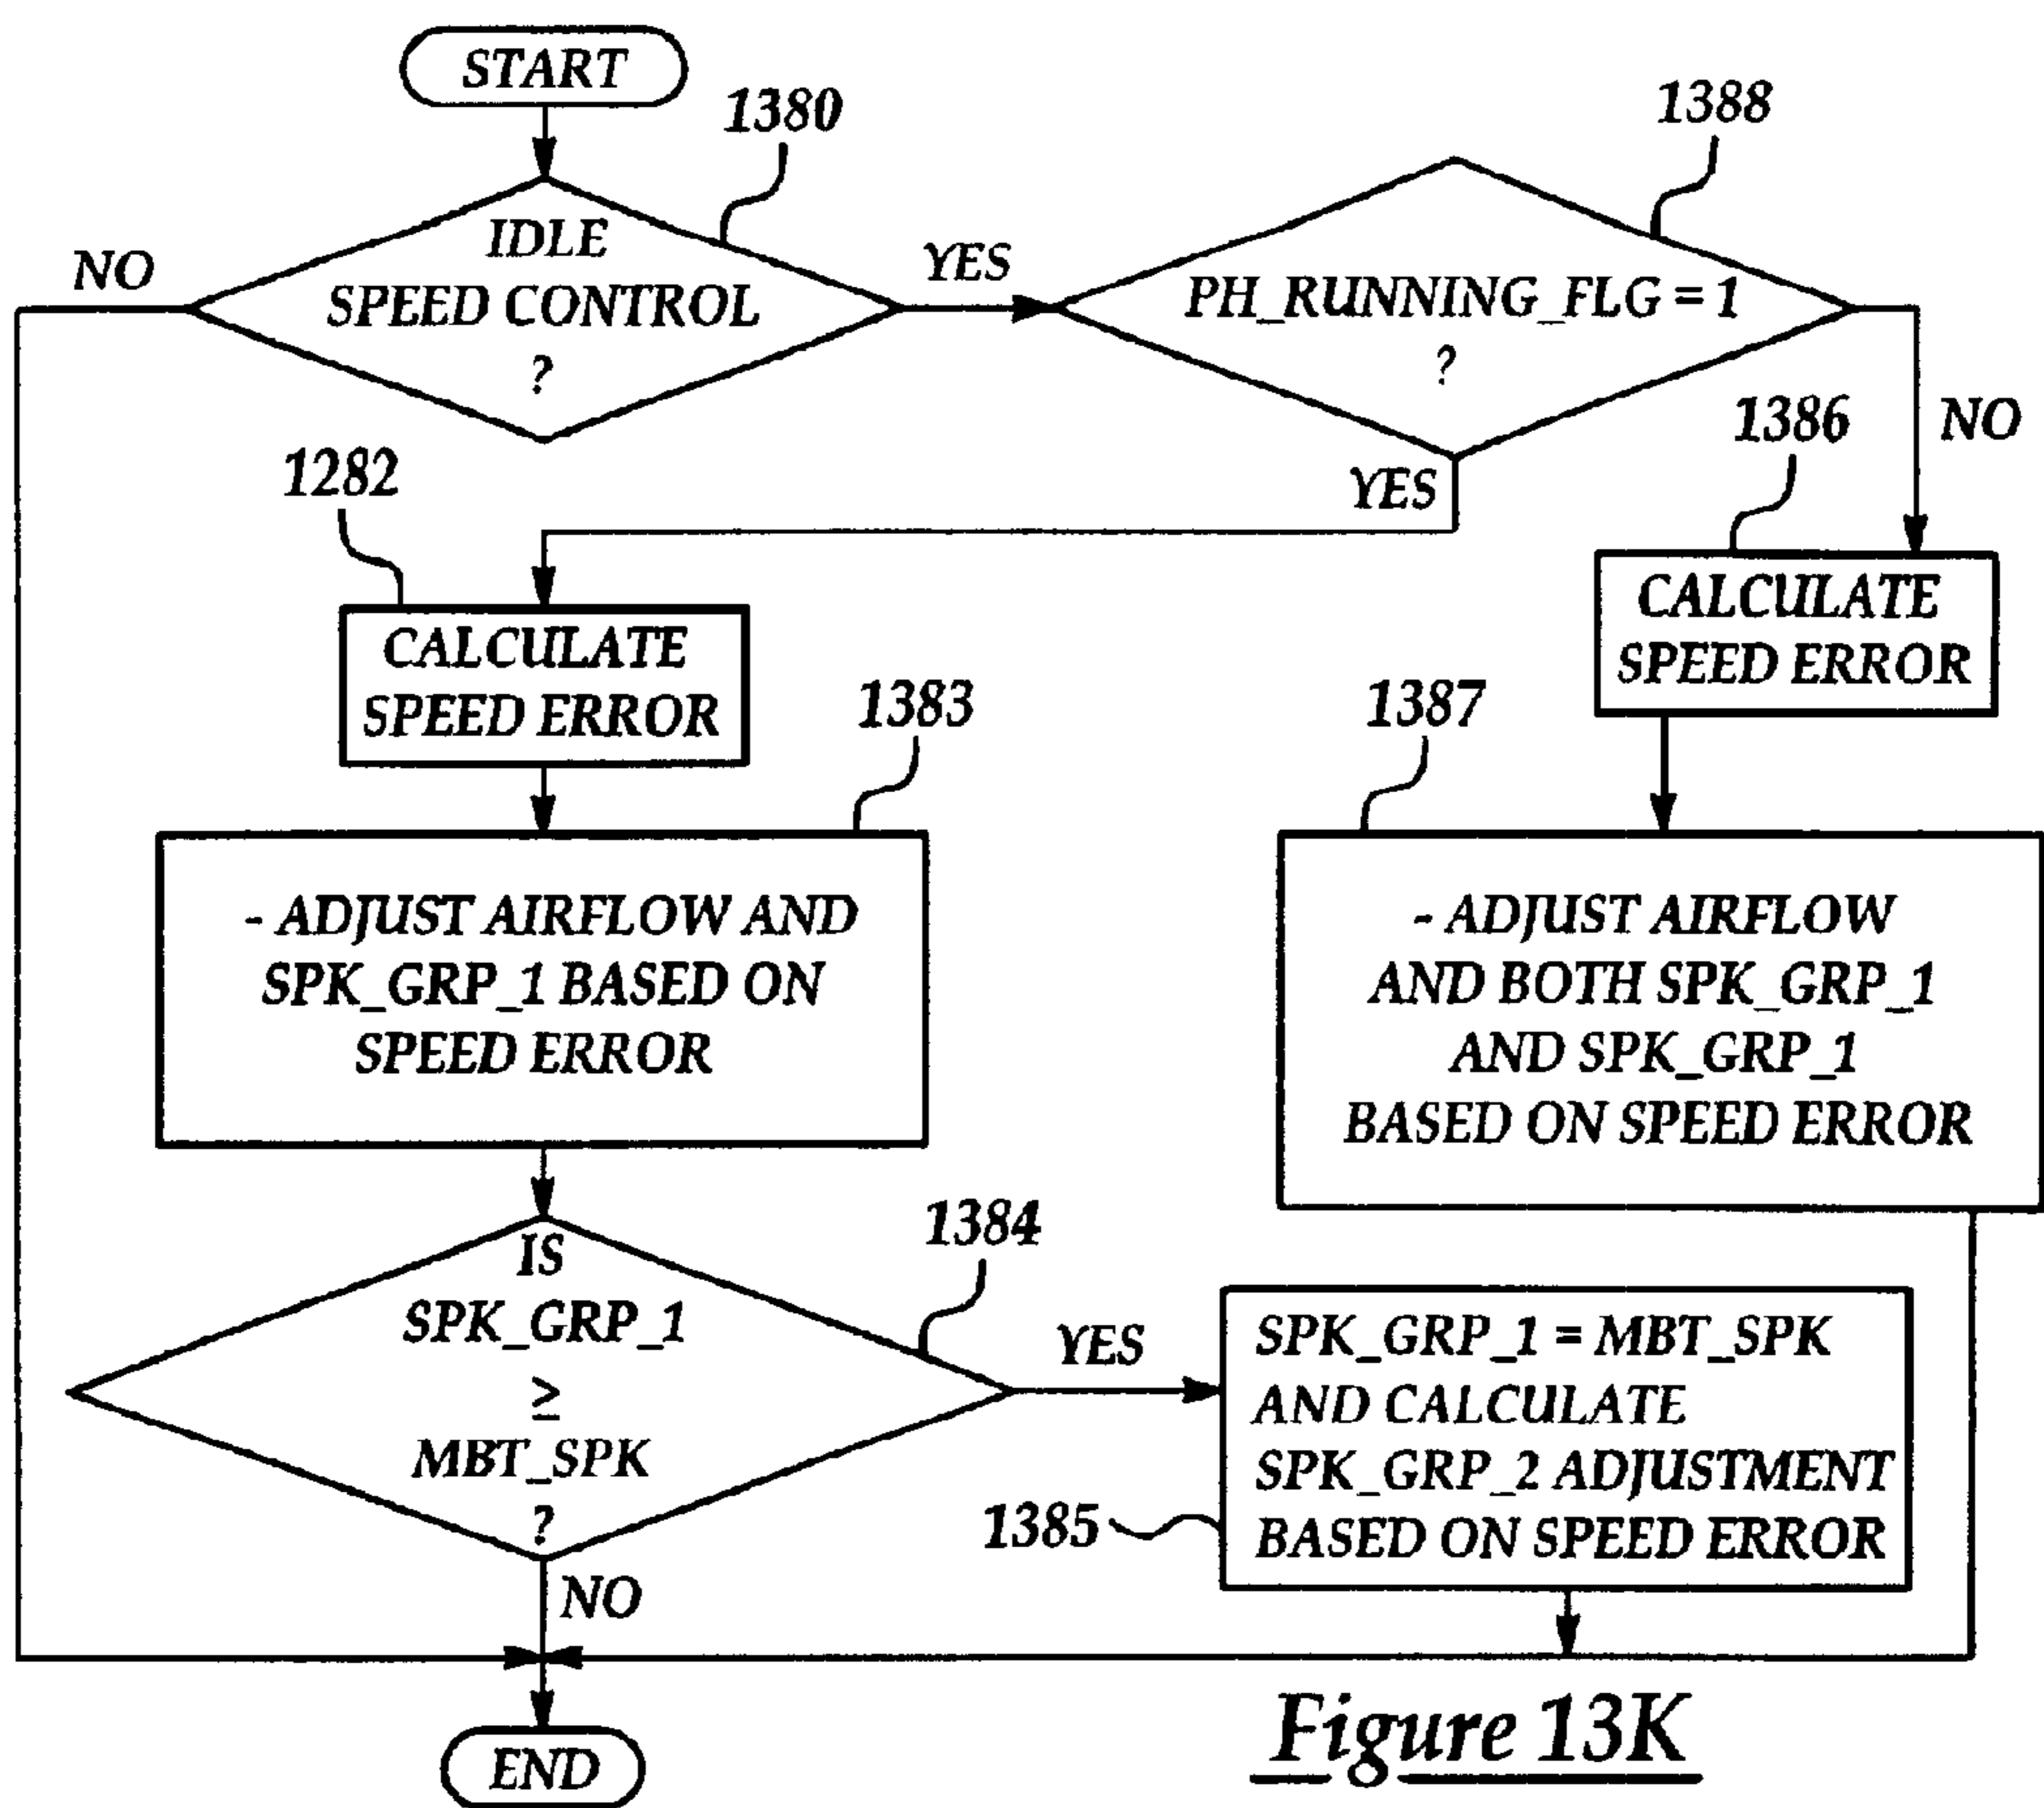 START
1380
1388
IDLE
SPEED CONTROL
?
NO
YES
PH_RUNNING_FLG = 1
?
1386
NO
YES
1282
CALCULATE
SPEED ERROR
CALCULATE
SPEED ERROR
1383
1387
- ADJUST AIRFLOW AND
SPK_GRP_1 BASED ON
SPEED ERROR
- ADJUST AIRFLOW
AND BOTH SPK_GRP_1
AND SPK_GRP_1
BASED ON SPEED ERROR
1384
IS
SPK_GRP_1
≥
MBT_SPK
?
YES
SPK_GRP_1 = MBT_SPK
AND CALCULATE
SPK_GRP_2 ADJUSTMENT
BASED ON SPEED ERROR
1385
NO
END
Figure 13K